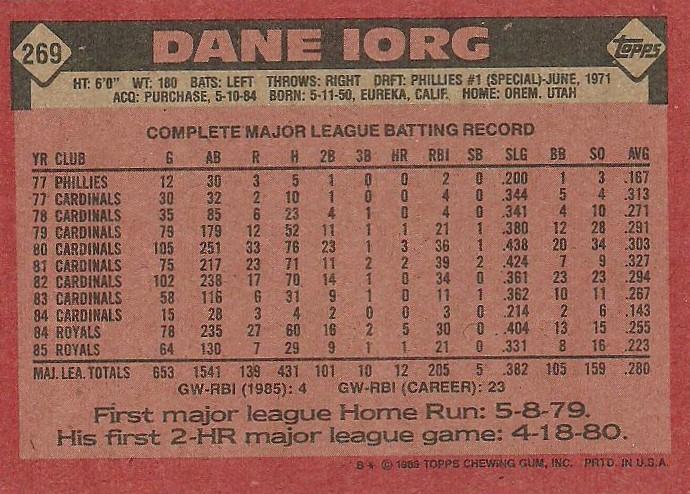 269 DANE IORG TOPPS
HT: 6'0" WT: 180 BATS: LEFT THROWS: RIGHT DRFT: PHILLIES #1 (SPECIAL)-JUNE, 1971
ACQ: PURCHASE, 5-10-84 BORN: 5-11-50, EUREKA, CALIF. HOME: OREM, UTAH
COMPLETE MAJOR LEAGUE BATTING RECORD
YR CLUB G AB R H 2B 3B HR RBI SB SLG BB SO AVG
77 PHILLIES 12 30 3 5 1 0 0 2 0 .200 1 3 .167
77 CARDINALS 30 32 2 10 1 0 0 4 0 .344 5 4 .313
78 CARDINALS 35 85 6 23 4 1 0 4 0 .341 4 10 .271
79 CARDINALS 79 179 12 52 11 1 1 21 1 .380 12 28 .291
80 CARDINALS 105 251 33 76 23 1 3 36 1 .438 20 34 .303
81 CARDINALS 75 217 23 71 11 2 2 39 2 .424 7 9 .327
82 CARDINALS 102 238 17 70 14 1 0 34 0 .361 23 23 .294
83 CARDINALS 58 116 6 31 9 1 0 11 1 .362 10 11 .267
84 CARDINALS 15 28 3 4 2 0 0 3 0 .214 2 6 .143
84 ROYALS 78 235 27 60 16 2 5 30 0 .404 13 15 .255
85 ROYALS 64 130 7 29 9 1 1 21 0 .331 8 16 .223
MAJ. LEA. TOTALS 653 1541 139 431 101 10 12 205 5 .382 105 159 .280
GW-RBI (1985): 4 GW-RBI (CAREER): 23
First major league Home Run: 5-8-79.
His first 2-HR major league game: 4-18-80.
© 1986 TOPPS CHEWING GUM, INC. PRTD. IN U.S.A.